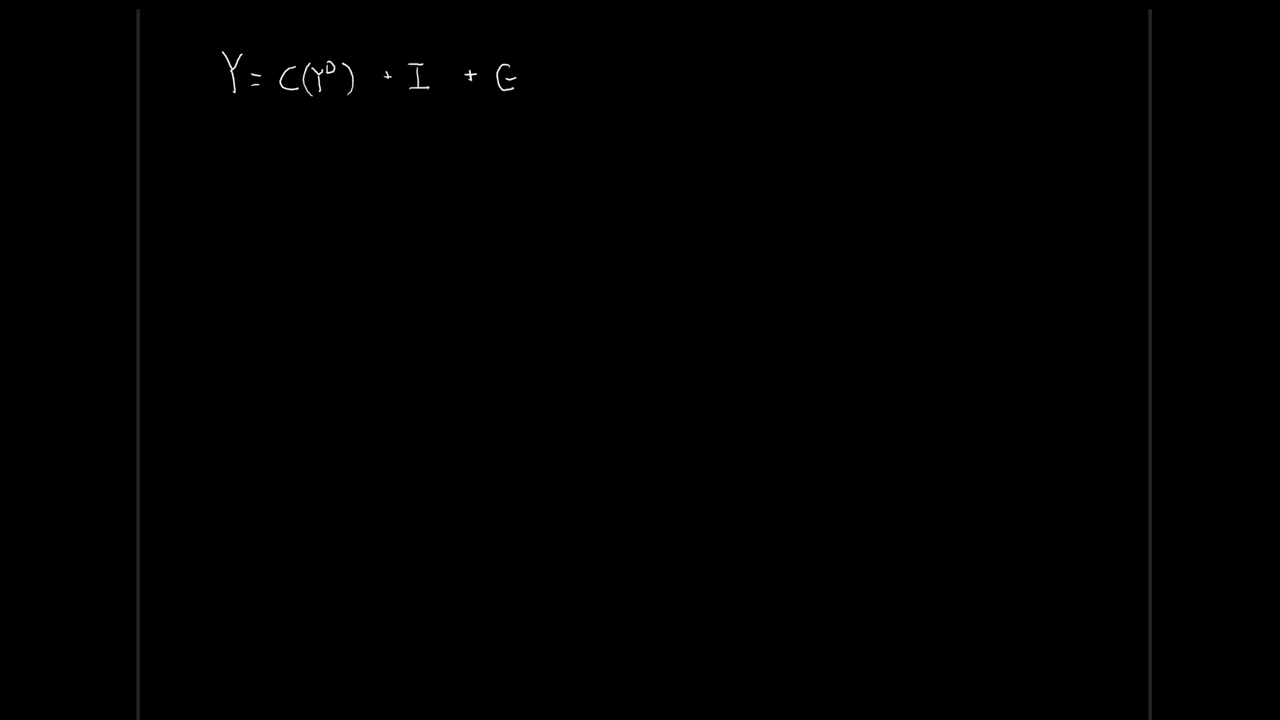 Y = C(Y^D) + I + G